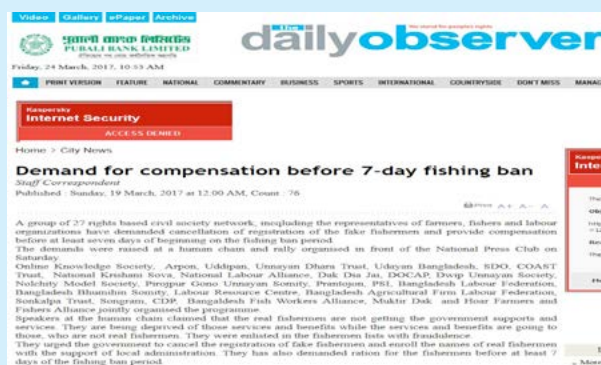 Video Gallery ePaper Archive
পূবালী ব্যাংক লিমিটেড
PUBALI BANK LIMITED
The
dailyobserver
Friday, 24 March, 2017, 10:53 AM
PRINT VERSION FEATURE NATIONAL COMMENTARY BUSINESS SPORTS INTERNATIONAL COUNTRYSIDE DON'T MISS MANAG
Kaspersky
Internet Security
ACCESS DENIED
Home > City News
Kaspersky
Inte
Demand for compensation before 7-day fishing ban
Staff Correspondent
Published : Sunday, 19 March, 2017 at 12:00 AM, Count : 76
Print A+ A- A
A group of 27 rights based civil society network, including the representatives of farmers, fishers and labour
organizations have demanded cancellation of registration of the fake fishermen and provide compensation
before at least seven days of beginning on the fishing ban period.
The demands were raised at a human chain and rally organised in front of the National Press Club on
Saturday.
Online Knowledge Society, Arpon, Uddipan, Unnayan Dhara Trust, Udayan Bangladesh, SDO, COAST
Trust, National Krishani Sova, National Labour Alliance, Dak Dia Jai, DOCAP, Dwip Unnayan Society,
Nolchity Model Society, Pirojpur Gono Unnayan Somity, Prantojon, PSI, Bangladesh Labour Federation,
Bangladesh Bhumihin Somity, Labour Resource Centre, Bangladesh Agricultural Firm Labour Federation,
Sonkalpa Trust, Songram, CDP, Bangaldesh Fish Workers Alliance, Muktir Dak and Hoar Farmers and
Fishers Alliance jointly organised the programme.
Speakers at the human chain claimed that the real fishermen are not getting the government supports and
services. They are being deprived of those services and benefits while the services and benefits are going to
those, who are not real fishermen. They were enlisted in the fishermen lists with fraudulence.
They urged the government to cancel the registration of fake fishermen and enroll the names of real fishermen
with the support of local administration. They has also demanded ration for the fishermen before at least 7
days of the fishing ban period.